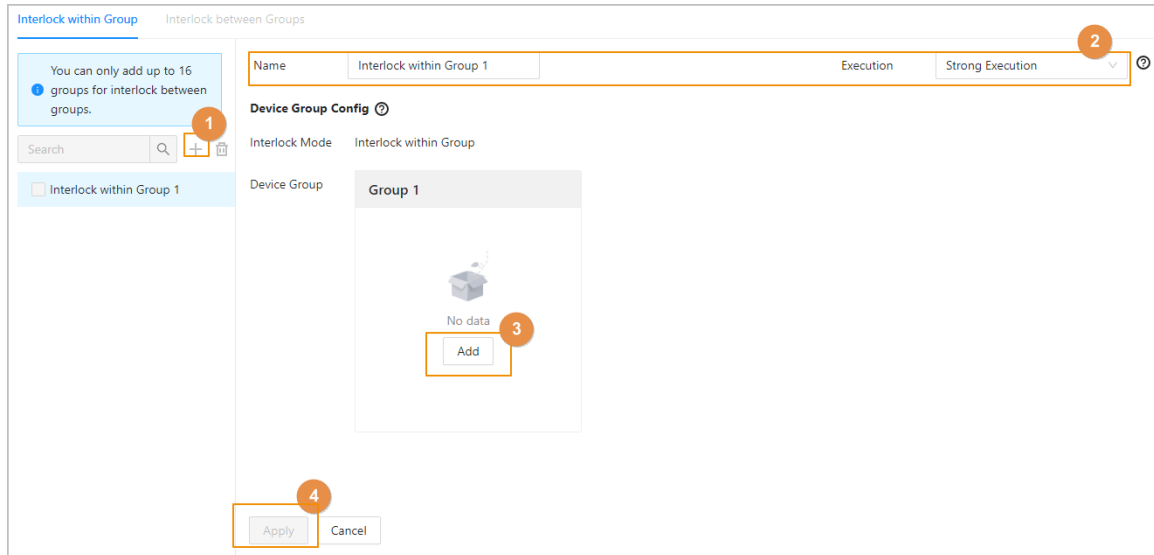 Interlock within Group
Interlock between Groups
You can only add up to 16
groups for interlock between
groups.
1
Search
Interlock within Group 1
2
Name
Interlock within Group 1
Execution
Strong Execution
Device Group Config
Interlock Mode
Interlock within Group
Device Group
Group 1
No data
3
Add
4
Apply
Cancel